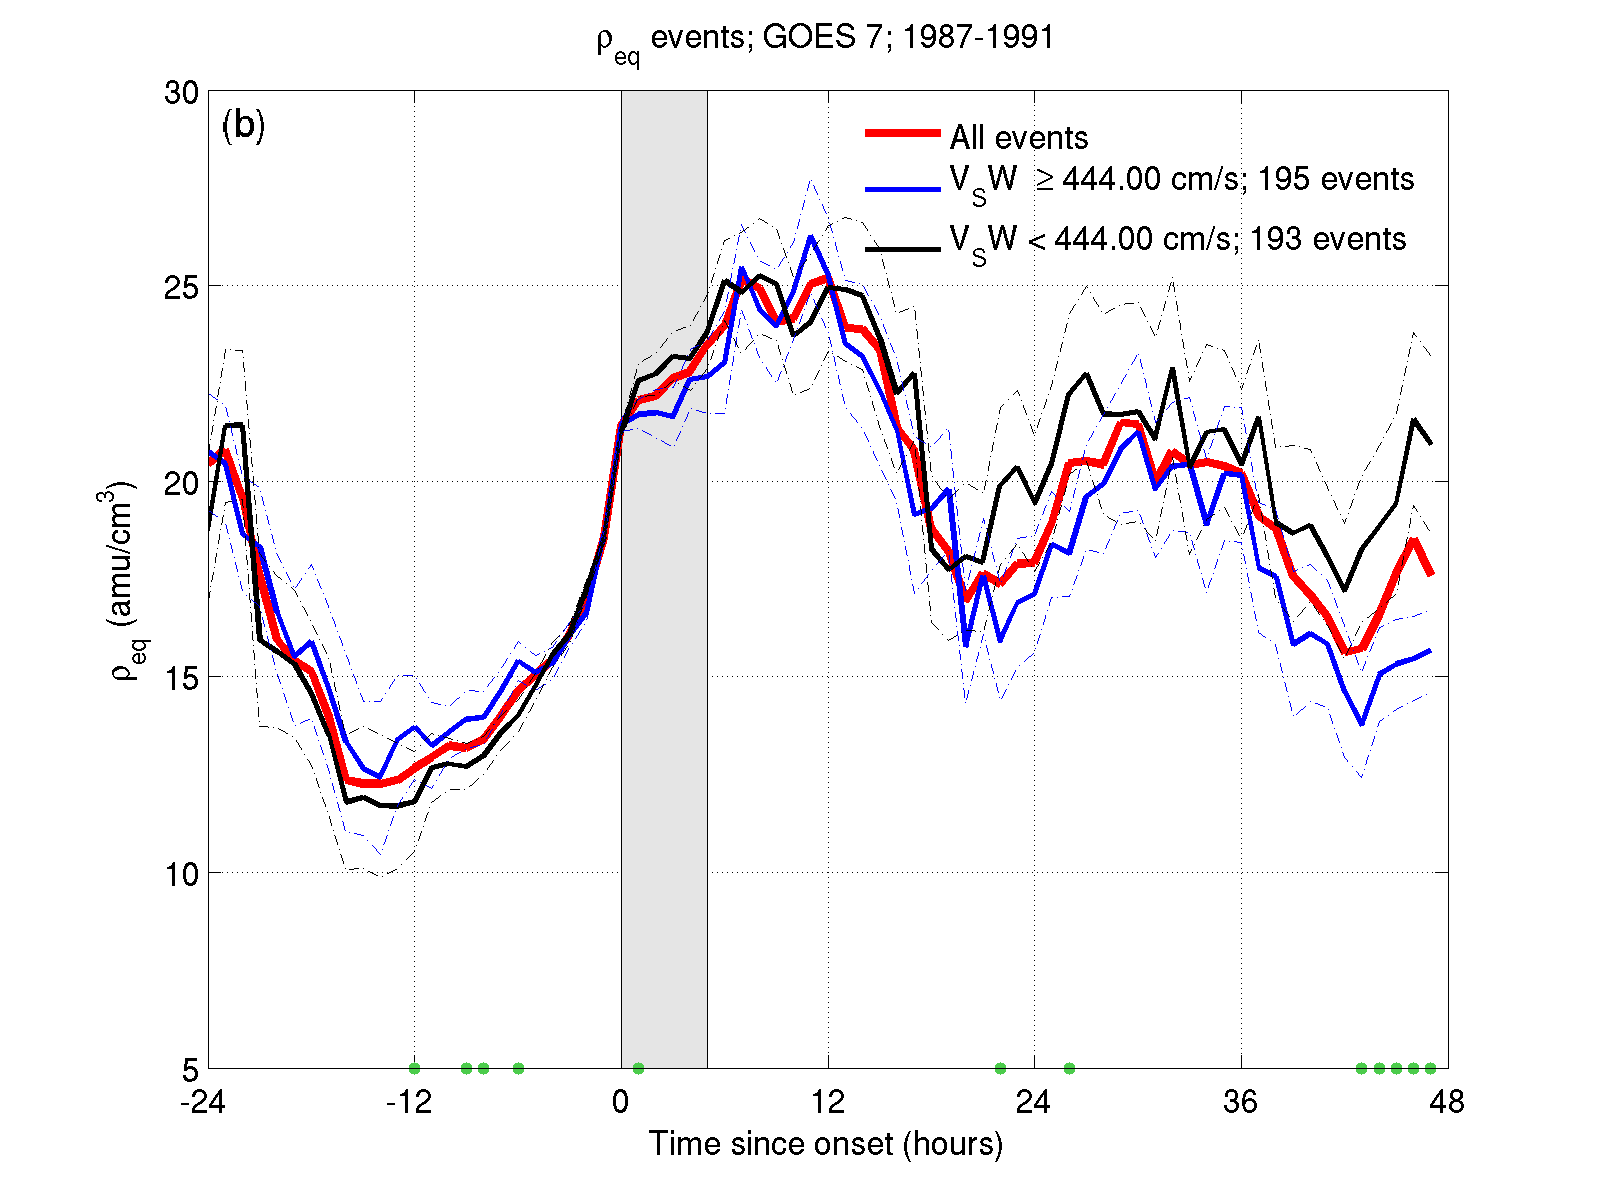 ρeq events; GOES 7; 1987-1991
(b)
All events
VSW ≥ 444.00 cm/s; 195 events
VSW < 444.00 cm/s; 193 events
30
25
20
15
10
5
ρeq (amu/cm3)
-24 -12 0 12 24 36 48
Time since onset (hours)